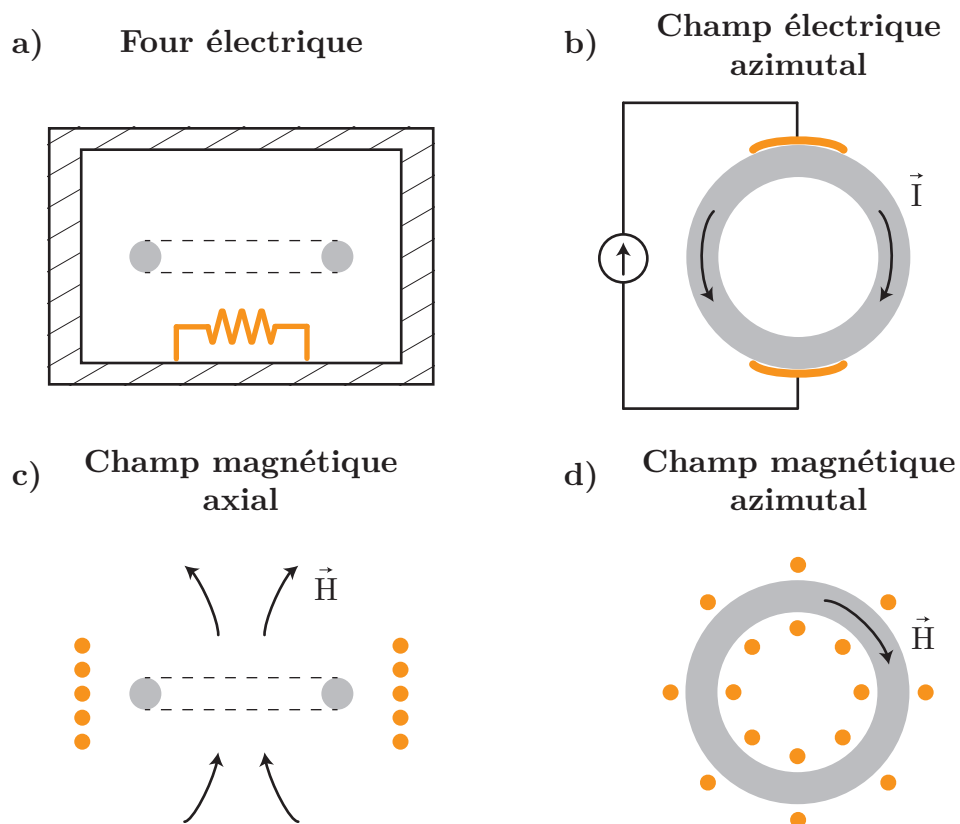 a) Four électrique
b) Champ électrique
azimutal
I
c) Champ magnétique
axial
H
d) Champ magnétique
azimutal
H